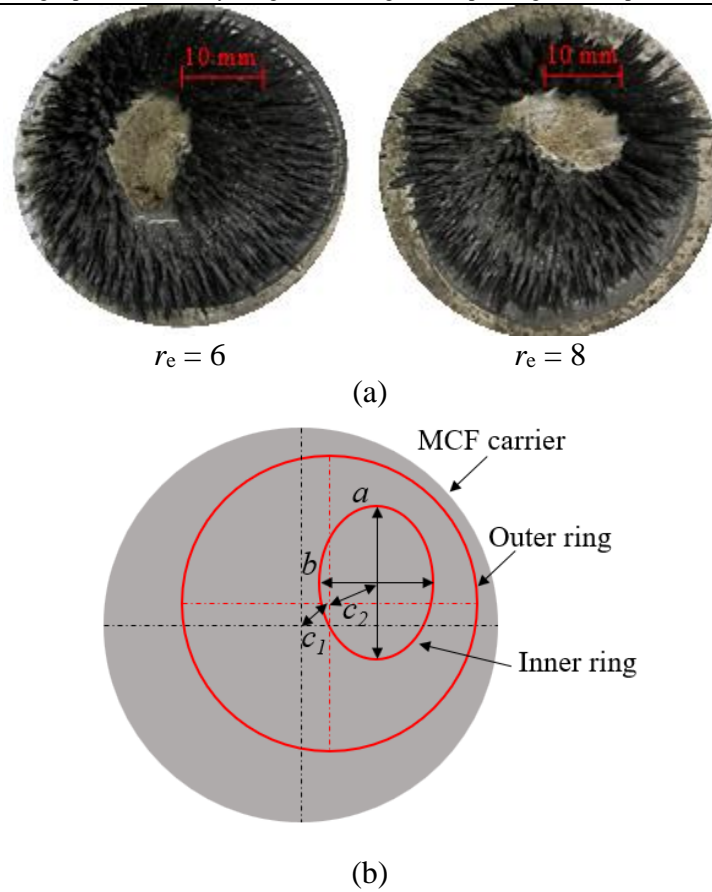 10 mm
10 mm
rₑ = 6
rₑ = 8
(a)
MCF carrier
a
Outer ring
b
c₂
c₁
Inner ring
(b)